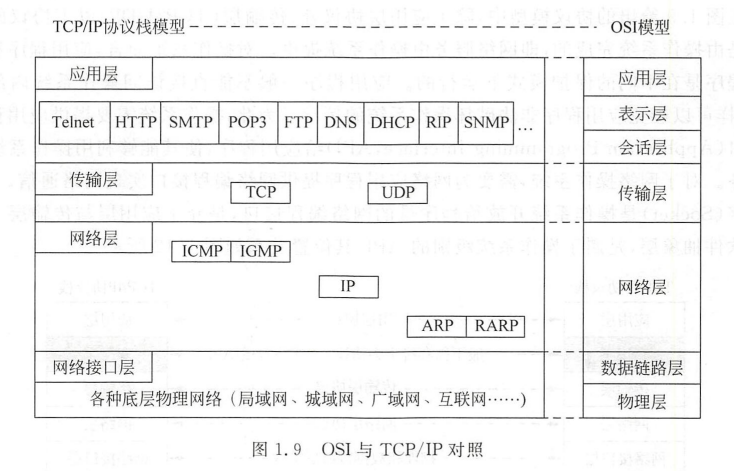 TCP/IP协议栈模型 OSI模型
应用层 应用层
表示层
Telnet HTTP SMTP POP3 FTP DNS DHCP RIP SNMP ...
会话层
传输层 传输层
TCP UDP
网络层
ICMP IGMP
IP 网络层
ARP RARP
网络接口层 数据链路层
各种底层物理网络(局域网、城域网、广域网、互联网……) 物理层
图 1.9 OSI 与 TCP/IP 对照